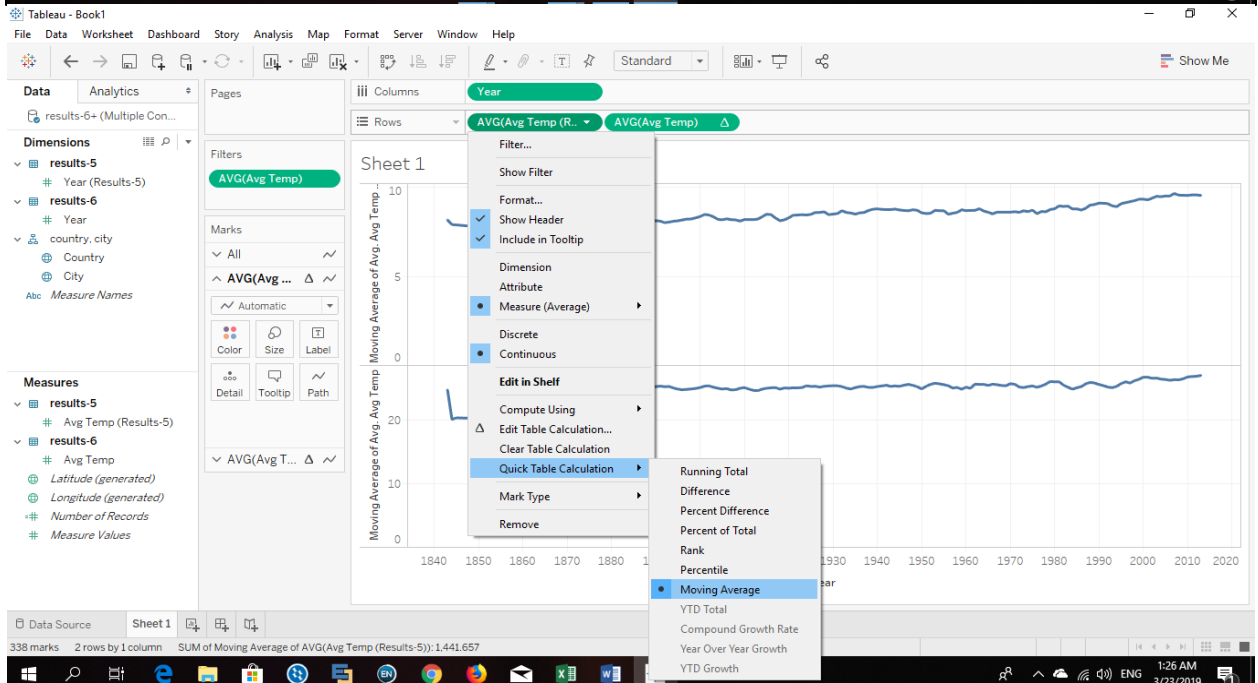 Tableau - Book1
File Data Worksheet Dashboard Story Analysis Map Format Server Window Help
Standard
Show Me
Data
Analytics
results-6+ (Multiple Con...
Dimensions
results-5
Year (Results-5)
results-6
Year
country, city
Country
City
Abc Measure Names
Measures
results-5
Avg Temp (Results-5)
results-6
Avg Temp
Latitude (generated)
Longitude (generated)
Number of Records
Measure Values
Pages
Filters
AVG(Avg Temp)
Marks
All
AVG(Avg ...
Automatic
Color Size Label
Detail Tooltip Path
AVG(Avg T...
Columns
Year
Rows
AVG(Avg Temp (R.. AVG(Avg Temp)
Sheet 1
Moving Average of Avg. Avg Temp ..
10
5
0
Moving Average of Avg. Avg Temp
20
10
0
1840 1850 1860 1870 1880 1930 1940 1950 1960 1970 1980 1990 2000 2010 2020
Filter...
Show Filter
Format...
Show Header
Include in Tooltip
Dimension
Attribute
Measure (Average)
Discrete
Continuous
Edit in Shelf
Compute Using
Edit Table Calculation...
Clear Table Calculation
Quick Table Calculation
Mark Type
Remove
Running Total
Difference
Percent Difference
Percent of Total
Rank
Percentile
Moving Average
YTD Total
Compound Growth Rate
Year Over Year Growth
YTD Growth
Data Source
Sheet 1
338 marks 2 rows by 1 column SUM of Moving Average of AVG(Avg Temp (Results-5)): 1,441.657
EN
ENG
1:26 AM
3/23/2019
1